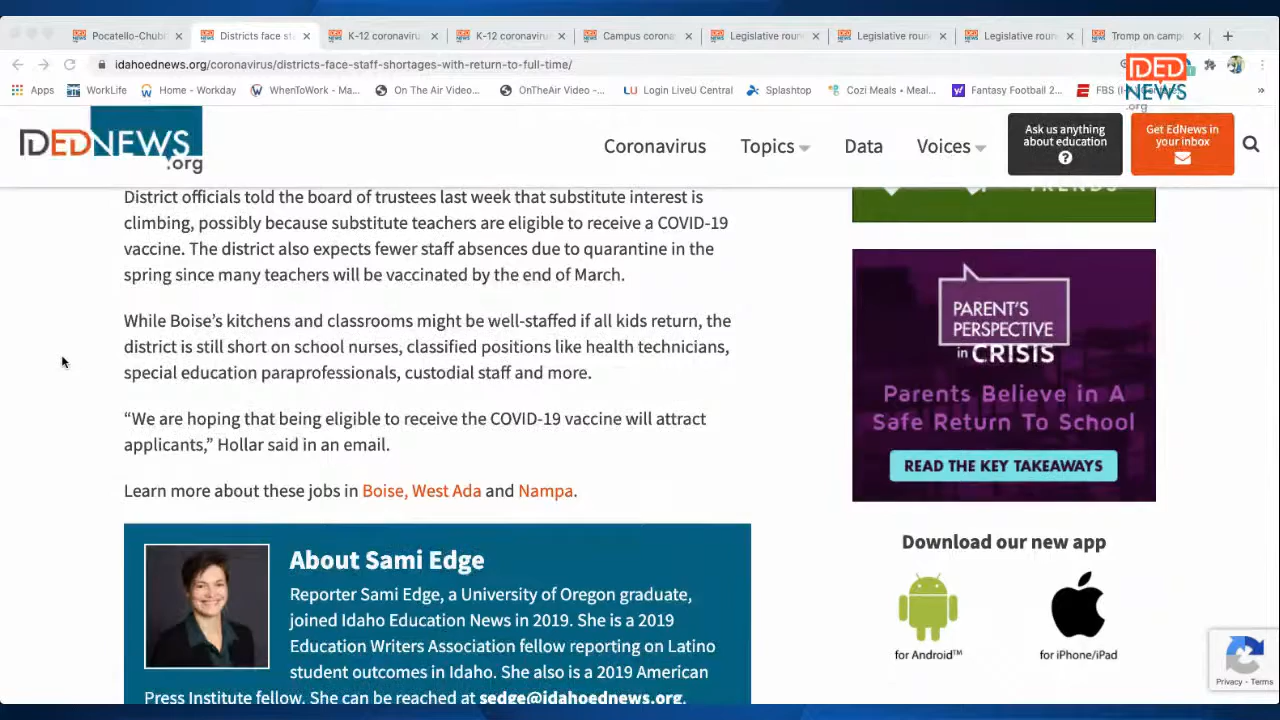 Pocatello-Chubb
Districts face st
K-12 coronaviru
K-12 coronaviru
Campus corona
Legislative roun
Legislative roun
Legislative roun
Tromp on camp
idahoednews.org/coronavirus/districts-face-staff-shortages-with-return-to-full-time/
Apps
WorkLife
Home - Workday
WhenToWork - Ma...
On The Air Video...
OnTheAir Video -...
LU Login LiveU Central
Splashtop
Cozi Meals • Meal...
Fantasy Football 2...
FBS (I-
IDED
NEWS
.org
IDEDNEWS
.org
Coronavirus
Topics
Data
Voices
Ask us anything
about education
Get EdNews in
your inbox
District officials told the board of trustees last week that substitute interest is
climbing, possibly because substitute teachers are eligible to receive a COVID-19
vaccine. The district also expects fewer staff absences due to quarantine in the
spring since many teachers will be vaccinated by the end of March.
While Boise’s kitchens and classrooms might be well-staffed if all kids return, the
district is still short on school nurses, classified positions like health technicians,
special education paraprofessionals, custodial staff and more.
“We are hoping that being eligible to receive the COVID-19 vaccine will attract
applicants,” Hollar said in an email.
Learn more about these jobs in Boise, West Ada and Nampa.
About Sami Edge
Reporter Sami Edge, a University of Oregon graduate,
joined Idaho Education News in 2019. She is a 2019
Education Writers Association fellow reporting on Latino
student outcomes in Idaho. She also is a 2019 American
Press Institute fellow. She can be reached at sedge@idahoednews.org.
TRENDS
PARENT'S
PERSPECTIVE
in CRISIS
Parents Believe in A
Safe Return To School
READ THE KEY TAKEAWAYS
Download our new app
for Android™
for iPhone/iPad
Privacy - Terms